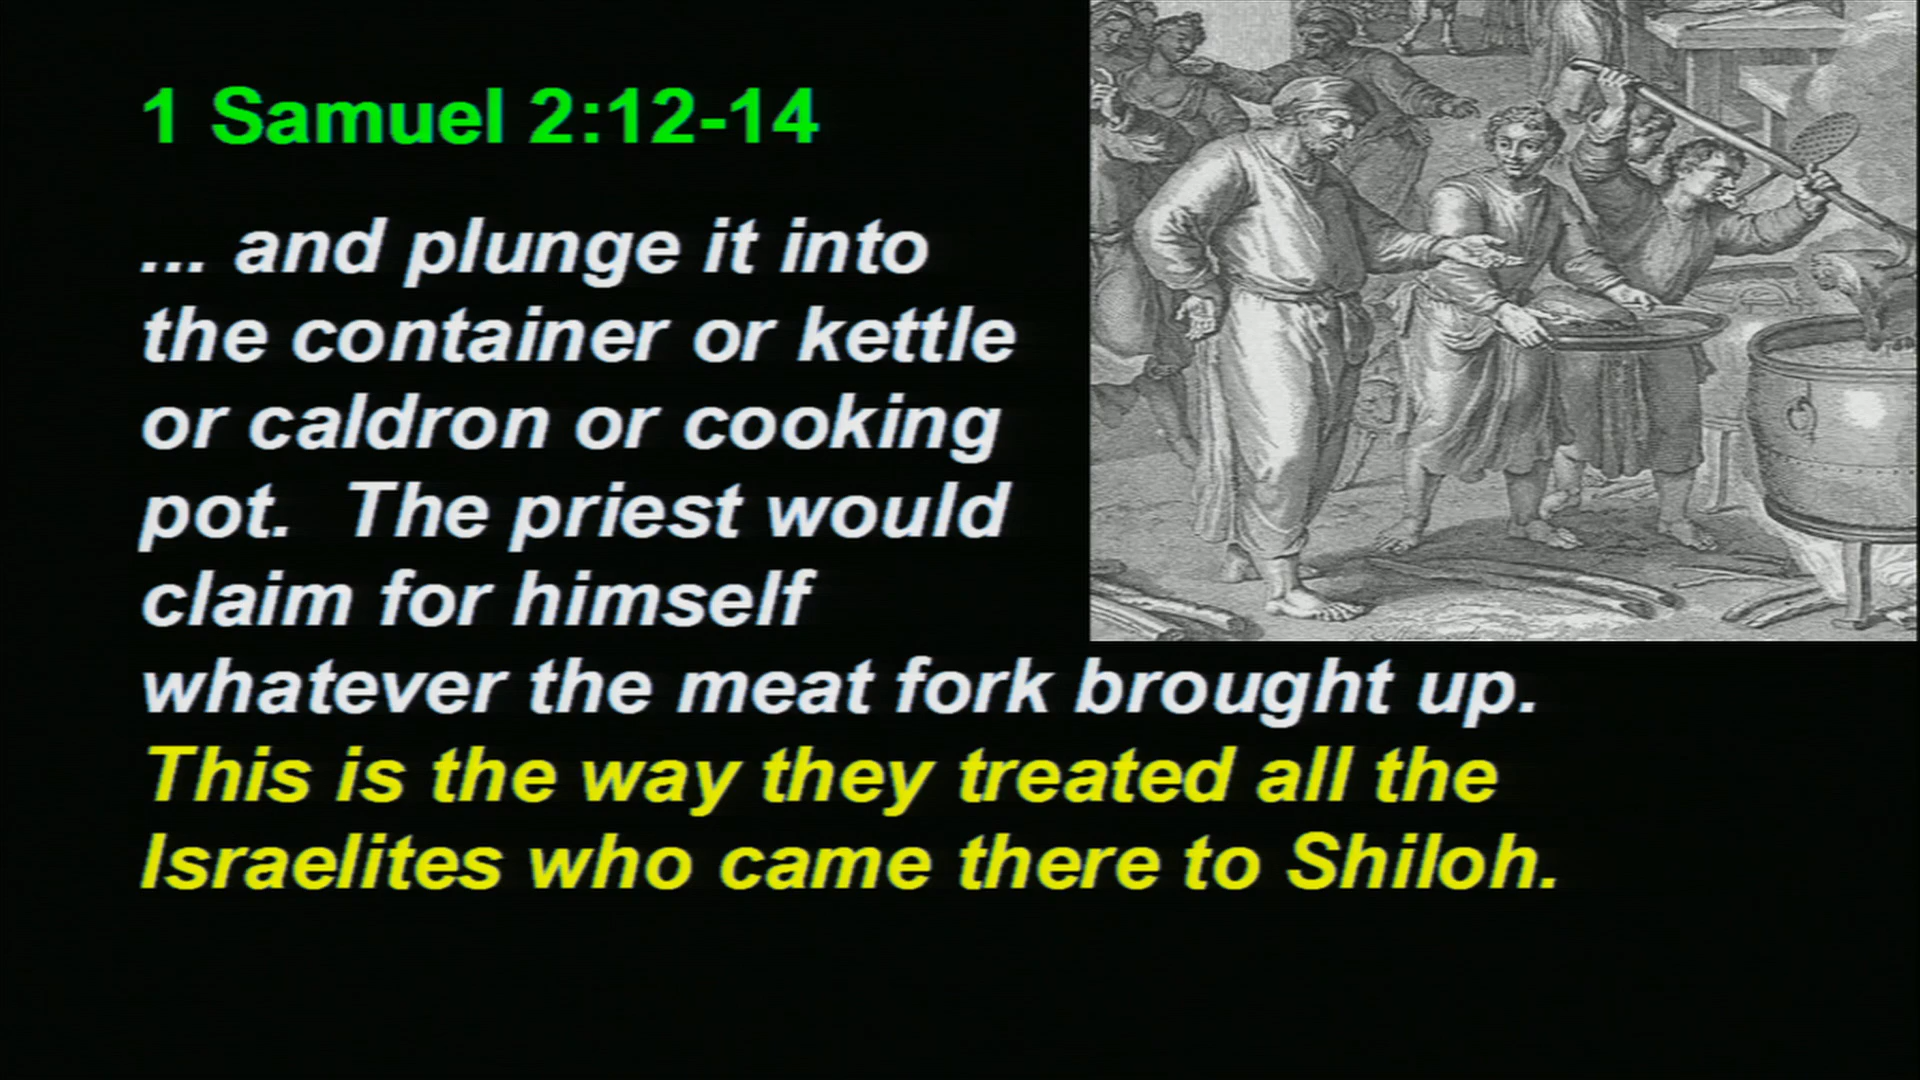 1 Samuel 2:12-14
... and plunge it into
the container or kettle
or caldron or cooking
pot.  The priest would
claim for himself
whatever the meat fork brought up.
This is the way they treated all the
Israelites who came there to Shiloh.